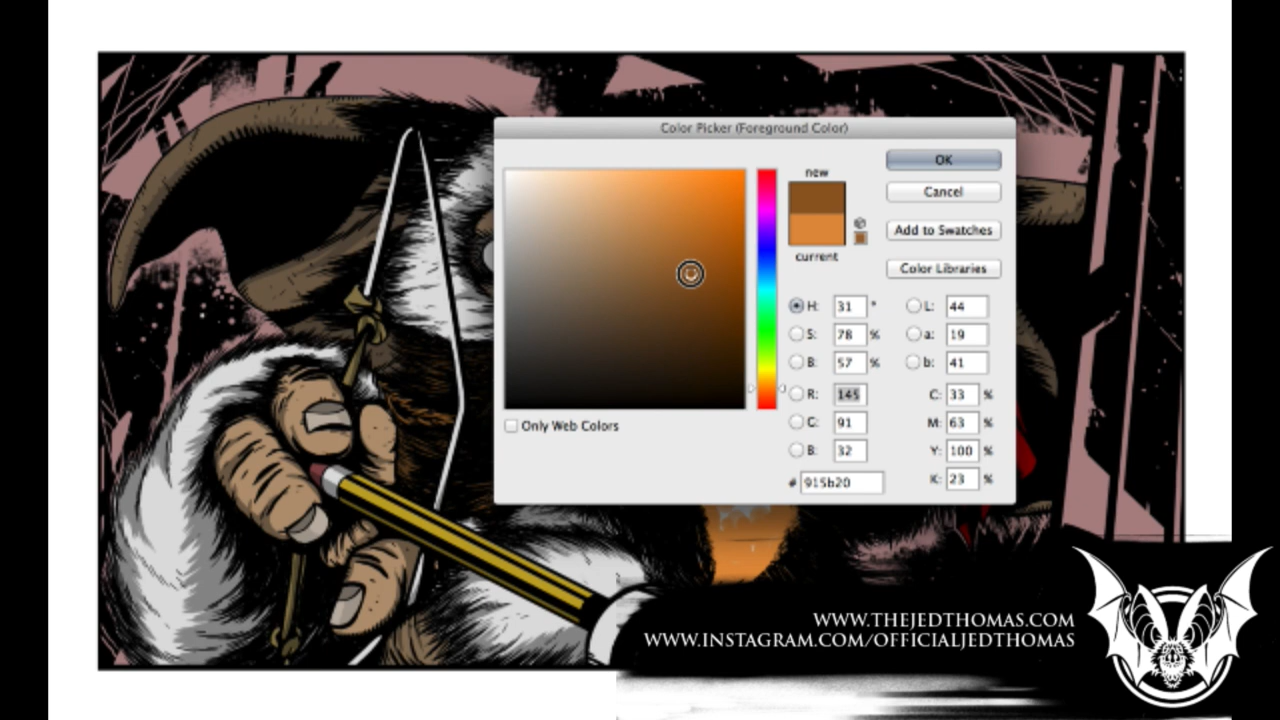 Color Picker (Foreground Color)
new
current
OK
Cancel
Add to Swatches
Color Libraries
H: 31 °
S: 78 %
B: 57 %
R: 145
G: 91
B: 32
# 915b20
L: 44
a: 19
b: 41
C: 33 %
M: 63 %
Y: 100 %
K: 23 %
Only Web Colors
WWW.THEJEDTHOMAS.COM
WWW.INSTAGRAM.COM/OFFICIALJEDTHOMAS